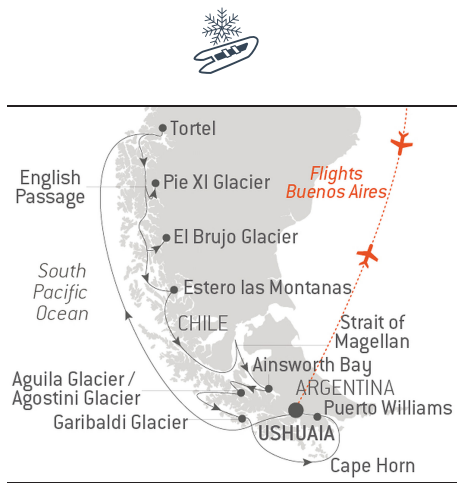 Tortel
English
Passage
Pie XI Glacier
Flights
Buenos Aires
El Brujo Glacier
South
Pacific
Ocean
Estero las Montanas
CHILE
Strait of
Magellan
Ainsworth Bay
Aguila Glacier /
Agostini Glacier
ARGENTINA
Garibaldi Glacier
Puerto Williams
USHUAIA
Cape Horn